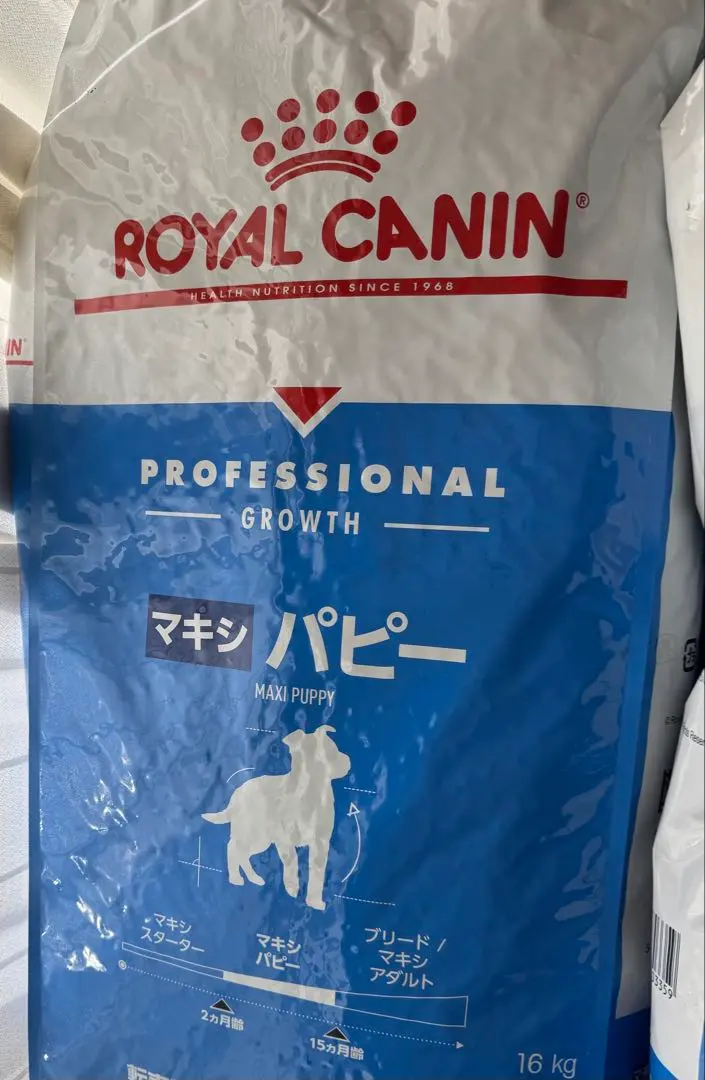 ROYAL CANIN®
HEALTH NUTRITION SINCE 1968
IN®
PROFESSIONAL
GROWTH
マキシ パピー
MAXI PUPPY
マキシ
スターター
マキシ
パピー
ブリード /
マキシ
アダルト
2カ月齢
15カ月齢
16 kg